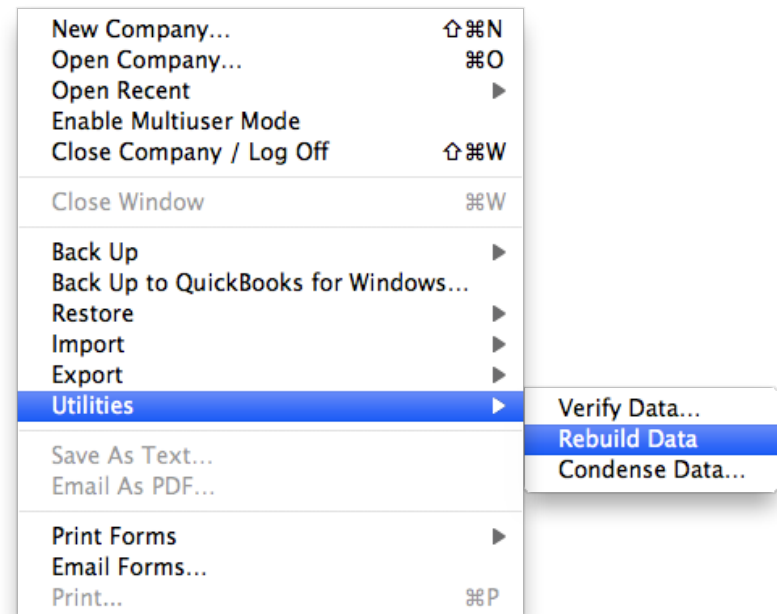 New Company... ⇧⌘N
Open Company... ⌘O
Open Recent ▶
Enable Multiuser Mode
Close Company / Log Off ⇧⌘W
Close Window ⌘W
Back Up ▶
Back Up to QuickBooks for Windows...
Restore ▶
Import ▶
Export ▶
Utilities ▶
Verify Data...
Rebuild Data
Condense Data...
Save As Text...
Email As PDF...
Print Forms ▶
Email Forms...
Print... ⌘P